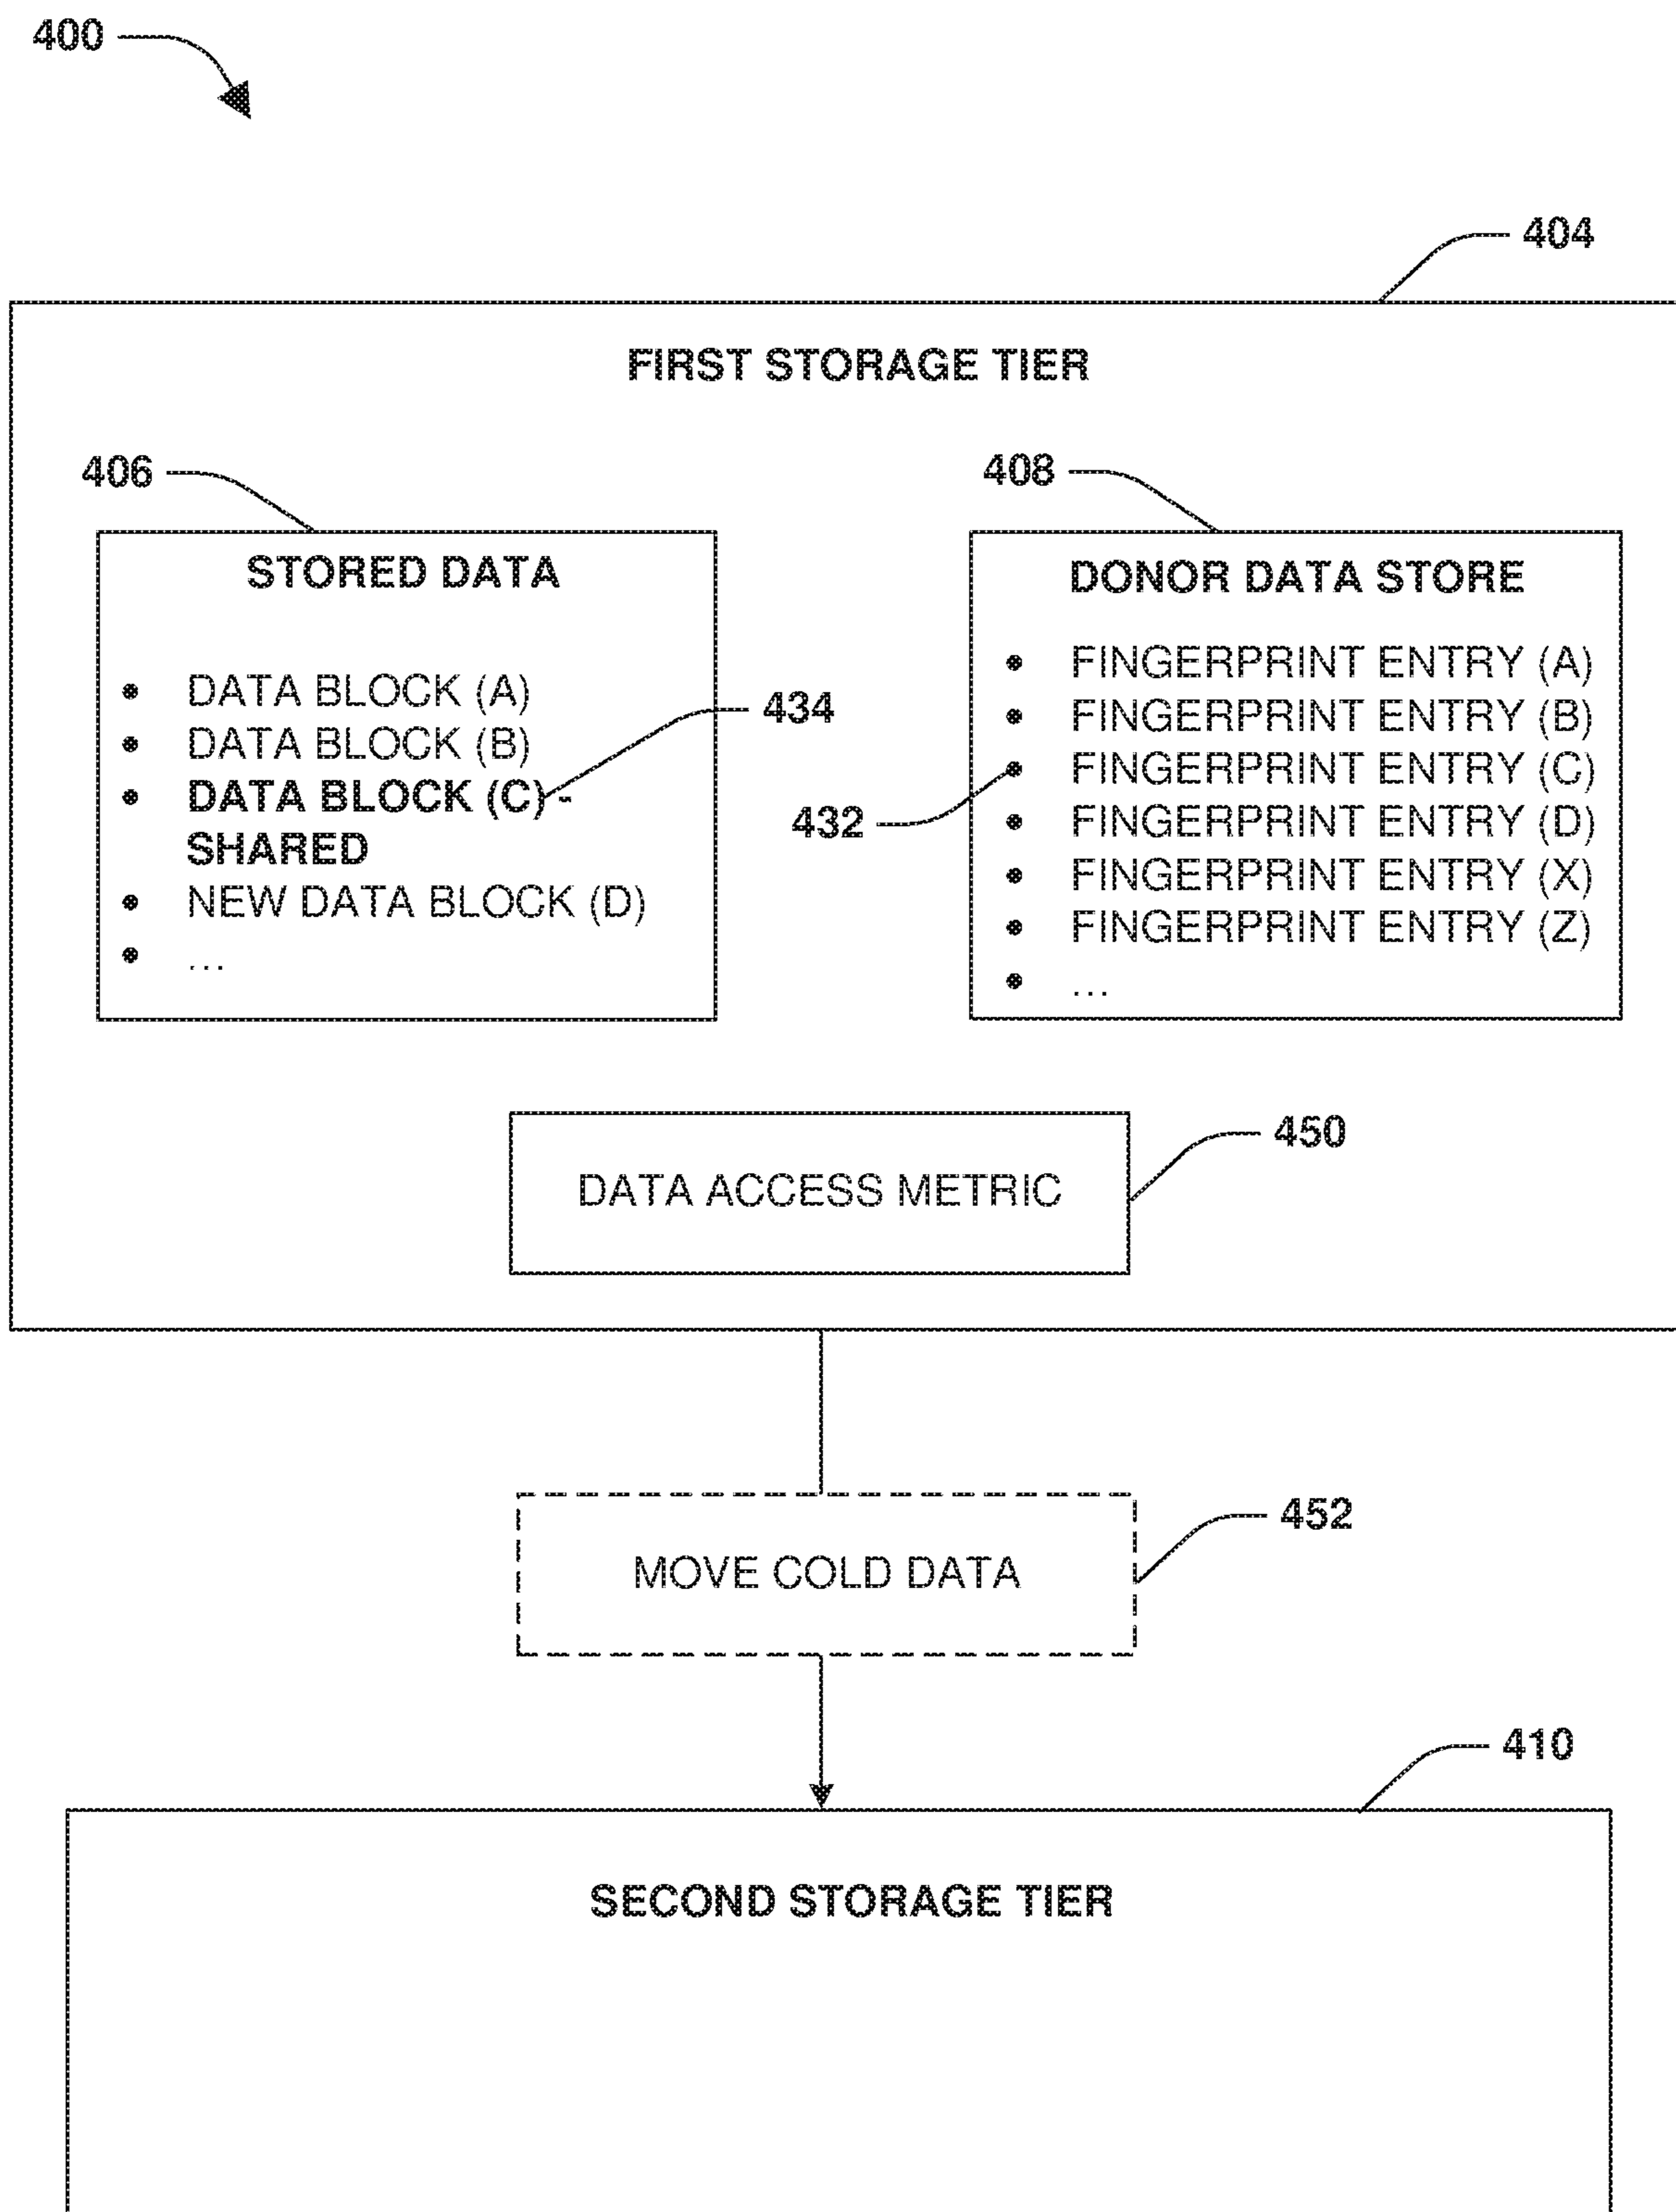 400
404
FIRST STORAGE TIER
406
408
STORED DATA
DONOR DATA STORE
• DATA BLOCK (A)
• DATA BLOCK (B)
• DATA BLOCK (C) -
SHARED
• NEW DATA BLOCK (D)
• ...
434
432
• FINGERPRINT ENTRY (A)
• FINGERPRINT ENTRY (B)
• FINGERPRINT ENTRY (C)
• FINGERPRINT ENTRY (D)
• FINGERPRINT ENTRY (X)
• FINGERPRINT ENTRY (Z)
• ...
DATA ACCESS METRIC
450
MOVE COLD DATA
452
410
SECOND STORAGE TIER